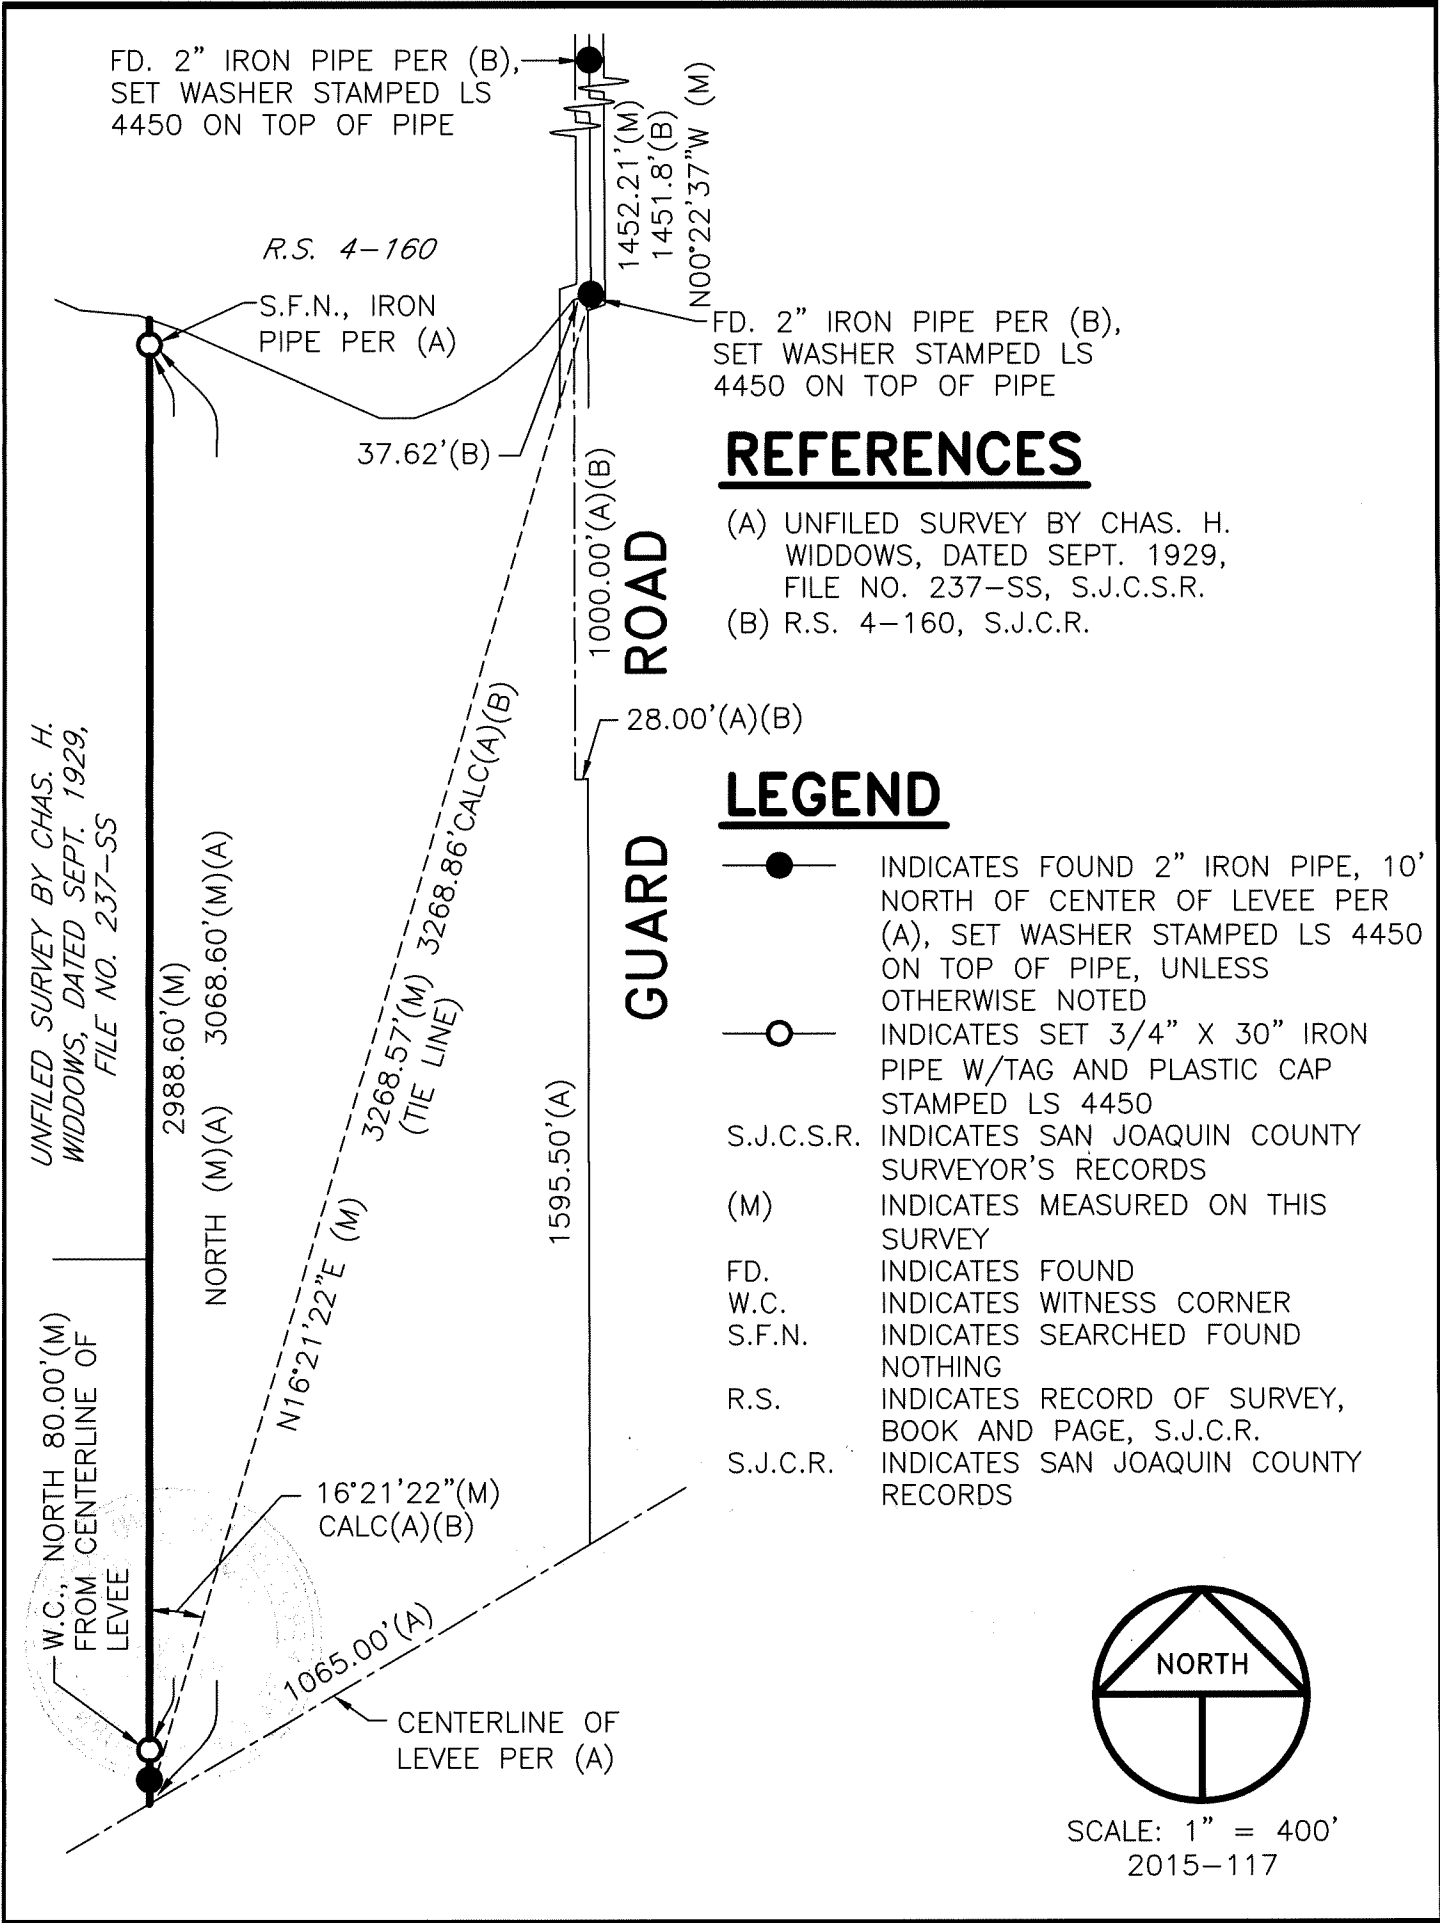 FD. 2" IRON PIPE PER (B),
SET WASHER STAMPED LS
4450 ON TOP OF PIPE
1452.21'(M)
1451.8'(B)
N00°22'37"W (M)
R.S. 4-160
S.F.N., IRON
PIPE PER (A)
FD. 2" IRON PIPE PER (B),
SET WASHER STAMPED LS
4450 ON TOP OF PIPE
37.62'(B)
1000.00'(A)(B)
GUARD ROAD
28.00'(A)(B)
1595.50'(A)
UNFILED SURVEY BY CHAS. H.
WIDDOWS, DATED SEPT. 1929,
FILE NO. 237-SS
2988.60'(M)
NORTH (M)(A) 3068.60'(M)(A)
3268.57'(M) 3268.86'CALC(A)(B)
(TIE LINE)
N16°21'22"E (M)
W.C., NORTH 80.00'(M)
FROM CENTERLINE OF
LEVEE
16°21'22"(M)
CALC(A)(B)
1065.00'(A)
CENTERLINE OF
LEVEE PER (A)
REFERENCES
(A) UNFILED SURVEY BY CHAS. H.
WIDDOWS, DATED SEPT. 1929,
FILE NO. 237-SS, S.J.C.S.R.
(B) R.S. 4-160, S.J.C.R.
LEGEND
INDICATES FOUND 2" IRON PIPE, 10'
NORTH OF CENTER OF LEVEE PER
(A), SET WASHER STAMPED LS 4450
ON TOP OF PIPE, UNLESS
OTHERWISE NOTED
INDICATES SET 3/4" X 30" IRON
PIPE W/TAG AND PLASTIC CAP
STAMPED LS 4450
S.J.C.S.R. INDICATES SAN JOAQUIN COUNTY
SURVEYOR'S RECORDS
(M) INDICATES MEASURED ON THIS
SURVEY
FD. INDICATES FOUND
W.C. INDICATES WITNESS CORNER
S.F.N. INDICATES SEARCHED FOUND
NOTHING
R.S. INDICATES RECORD OF SURVEY,
BOOK AND PAGE, S.J.C.R.
S.J.C.R. INDICATES SAN JOAQUIN COUNTY
RECORDS
NORTH
SCALE: 1" = 400'
2015-117